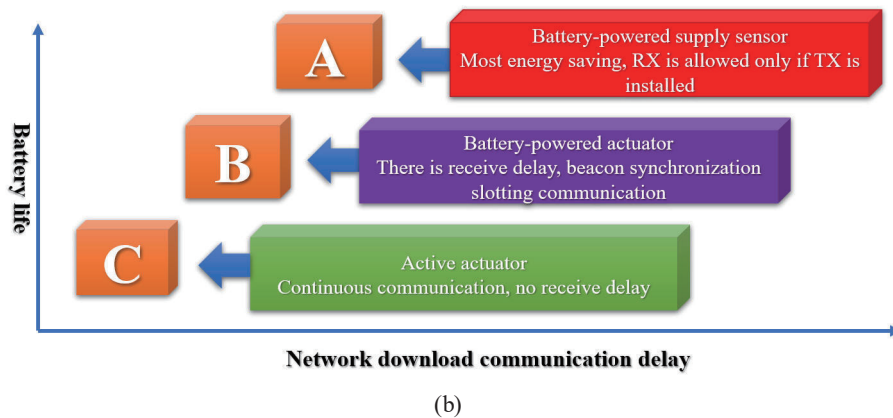 A
Battery-powered supply sensor
Most energy saving, RX is allowed only if TX is
installed
B
Battery-powered actuator
There is receive delay, beacon synchronization
slotting communication
C
Active actuator
Continuous communication, no receive delay
Battery life
Network download communication delay
(b)